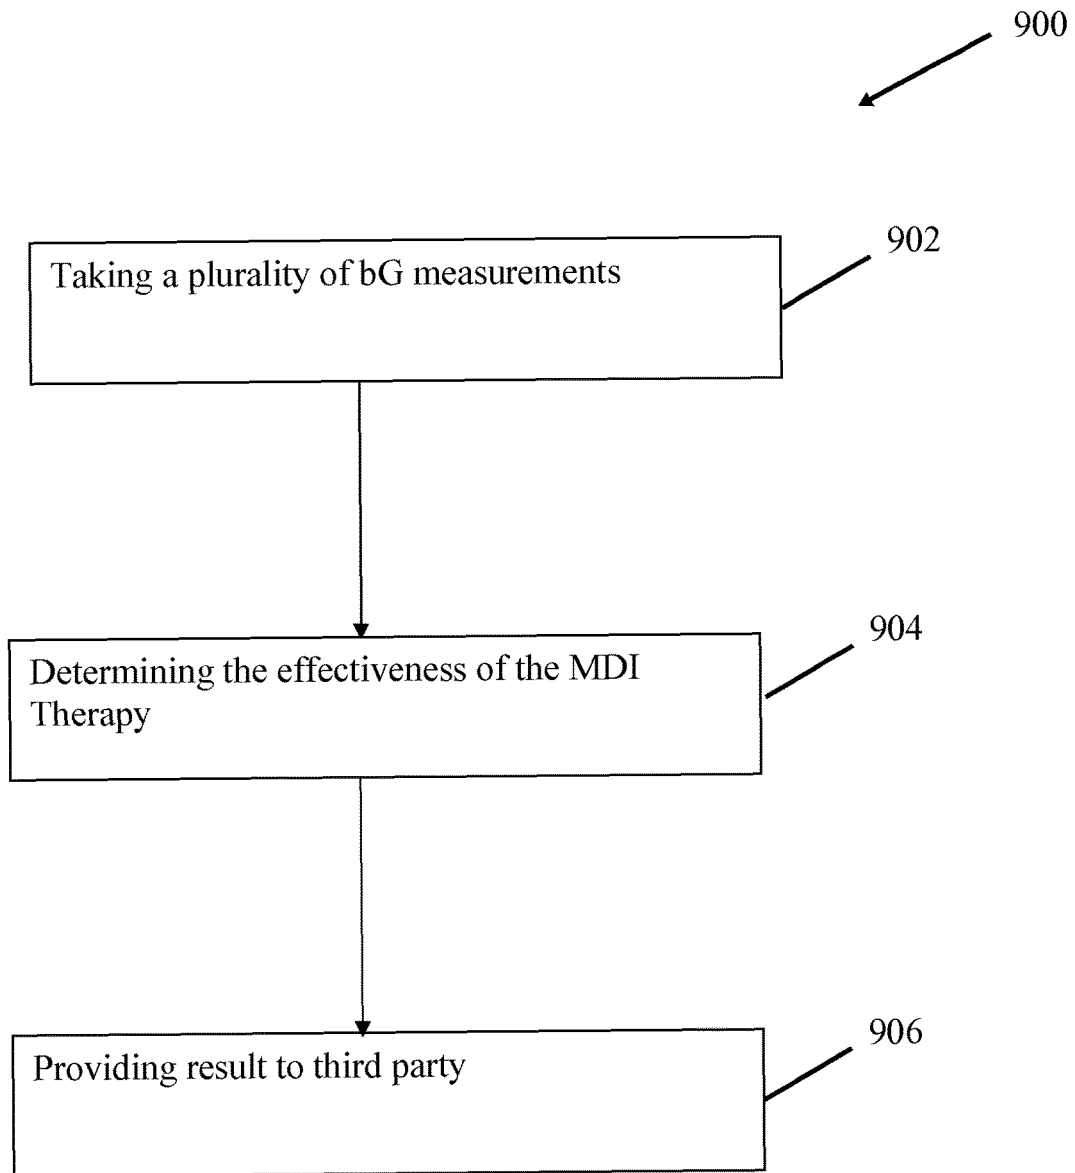 900
902
Taking a plurality of bG measurements
904
Determining the effectiveness of the MDI
Therapy
906
Providing result to third party